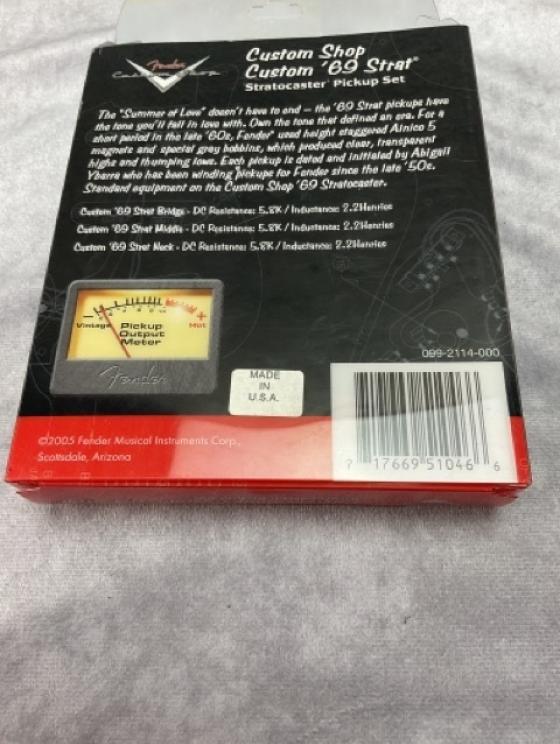 Fender
Custom Shop
Custom Shop
Custom '69 Strat®
Stratocaster® Pickup Set
The "Summer of Love" doesn't have to end – the '69 Strat pickups have
the tone you'll fall in love with. Own the tone that defined an era. For a
short period in the late '60s, Fender® used height staggered Alnico 5
magnets and special gray bobbins, which produced clear, transparent
highs and thumping lows. Each pickup is dated and initialed by Abigail
Ybarra who has been winding pickups for Fender since the late '50s.
Standard equipment on the Custom Shop '69 Stratocaster.
Custom '69 Strat Bridge - DC Resistance: 5.8K / Inductance: 2.2Henries
Custom '69 Strat Middle - DC Resistance: 5.8K / Inductance: 2.2Henries
Custom '69 Strat Neck - DC Resistance: 5.8K / Inductance: 2.2Henries
Vintage
Hot
Pickup
Output
Meter
Fender
099-2114-000
MADE
IN
U.S.A.
©2005 Fender Musical Instruments Corp.,
Scottsdale, Arizona
17669 51046 6